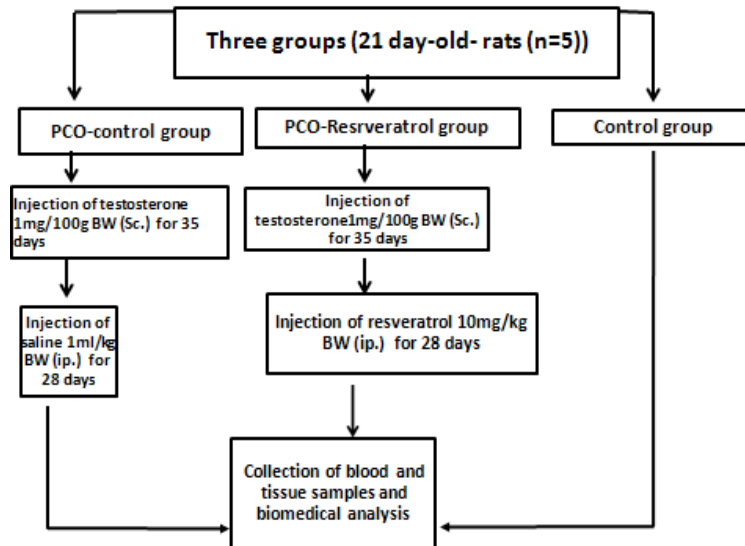 Three groups (21 day-old- rats (n=5))
PCO-control group
PCO-Resrveratrol group
Control group
Injection of testosterone
1mg/100g BW (Sc.) for 35
days
Injection of
testosterone1mg/100g BW (Sc.)
for 35 days
Injection of
saline 1ml/kg
BW (ip.) for
28 days
Injection of resveratrol 10mg/kg
BW (ip.) for 28 days
Collection of blood and
tissue samples and
biomedical analysis